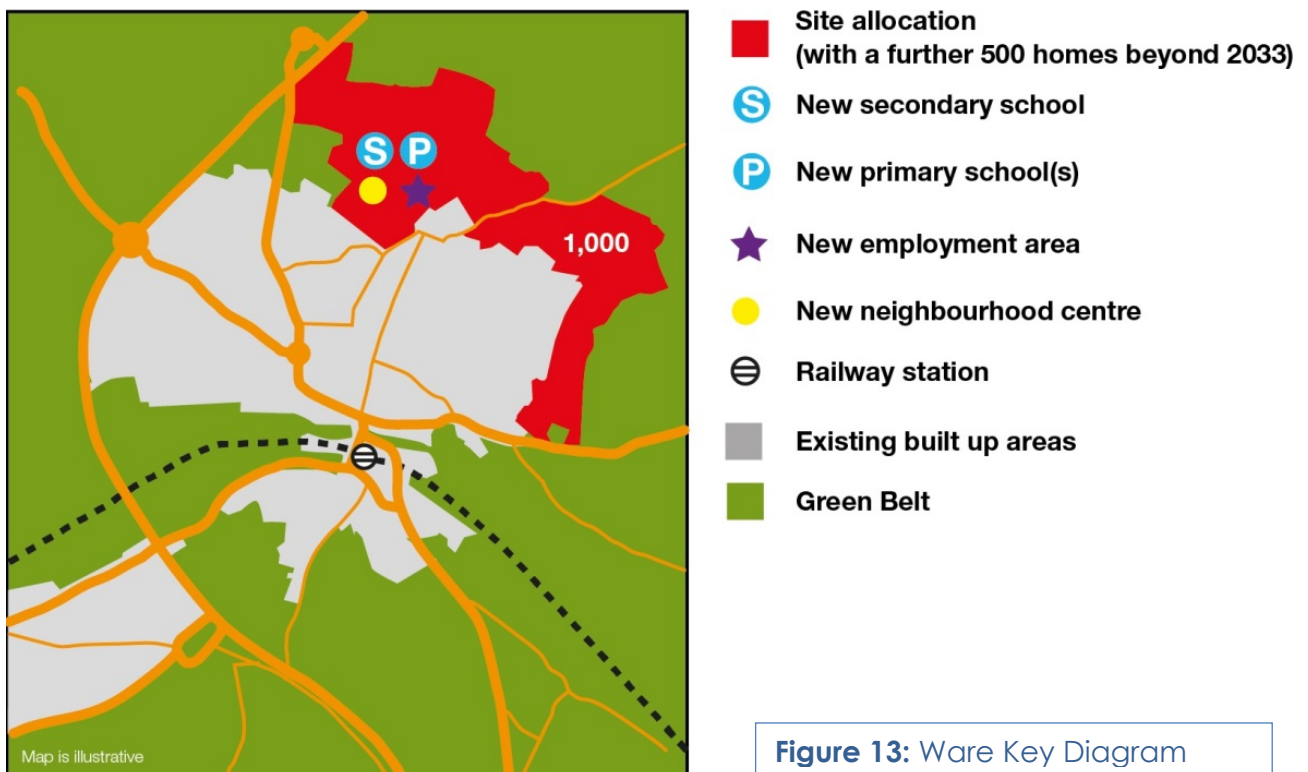 S P
1,000
Map is illustrative
Site allocation
(with a further 500 homes beyond 2033)
S New secondary school
P New primary school(s)
New employment area
New neighbourhood centre
Railway station
Existing built up areas
Green Belt
Figure 13: Ware Key Diagram